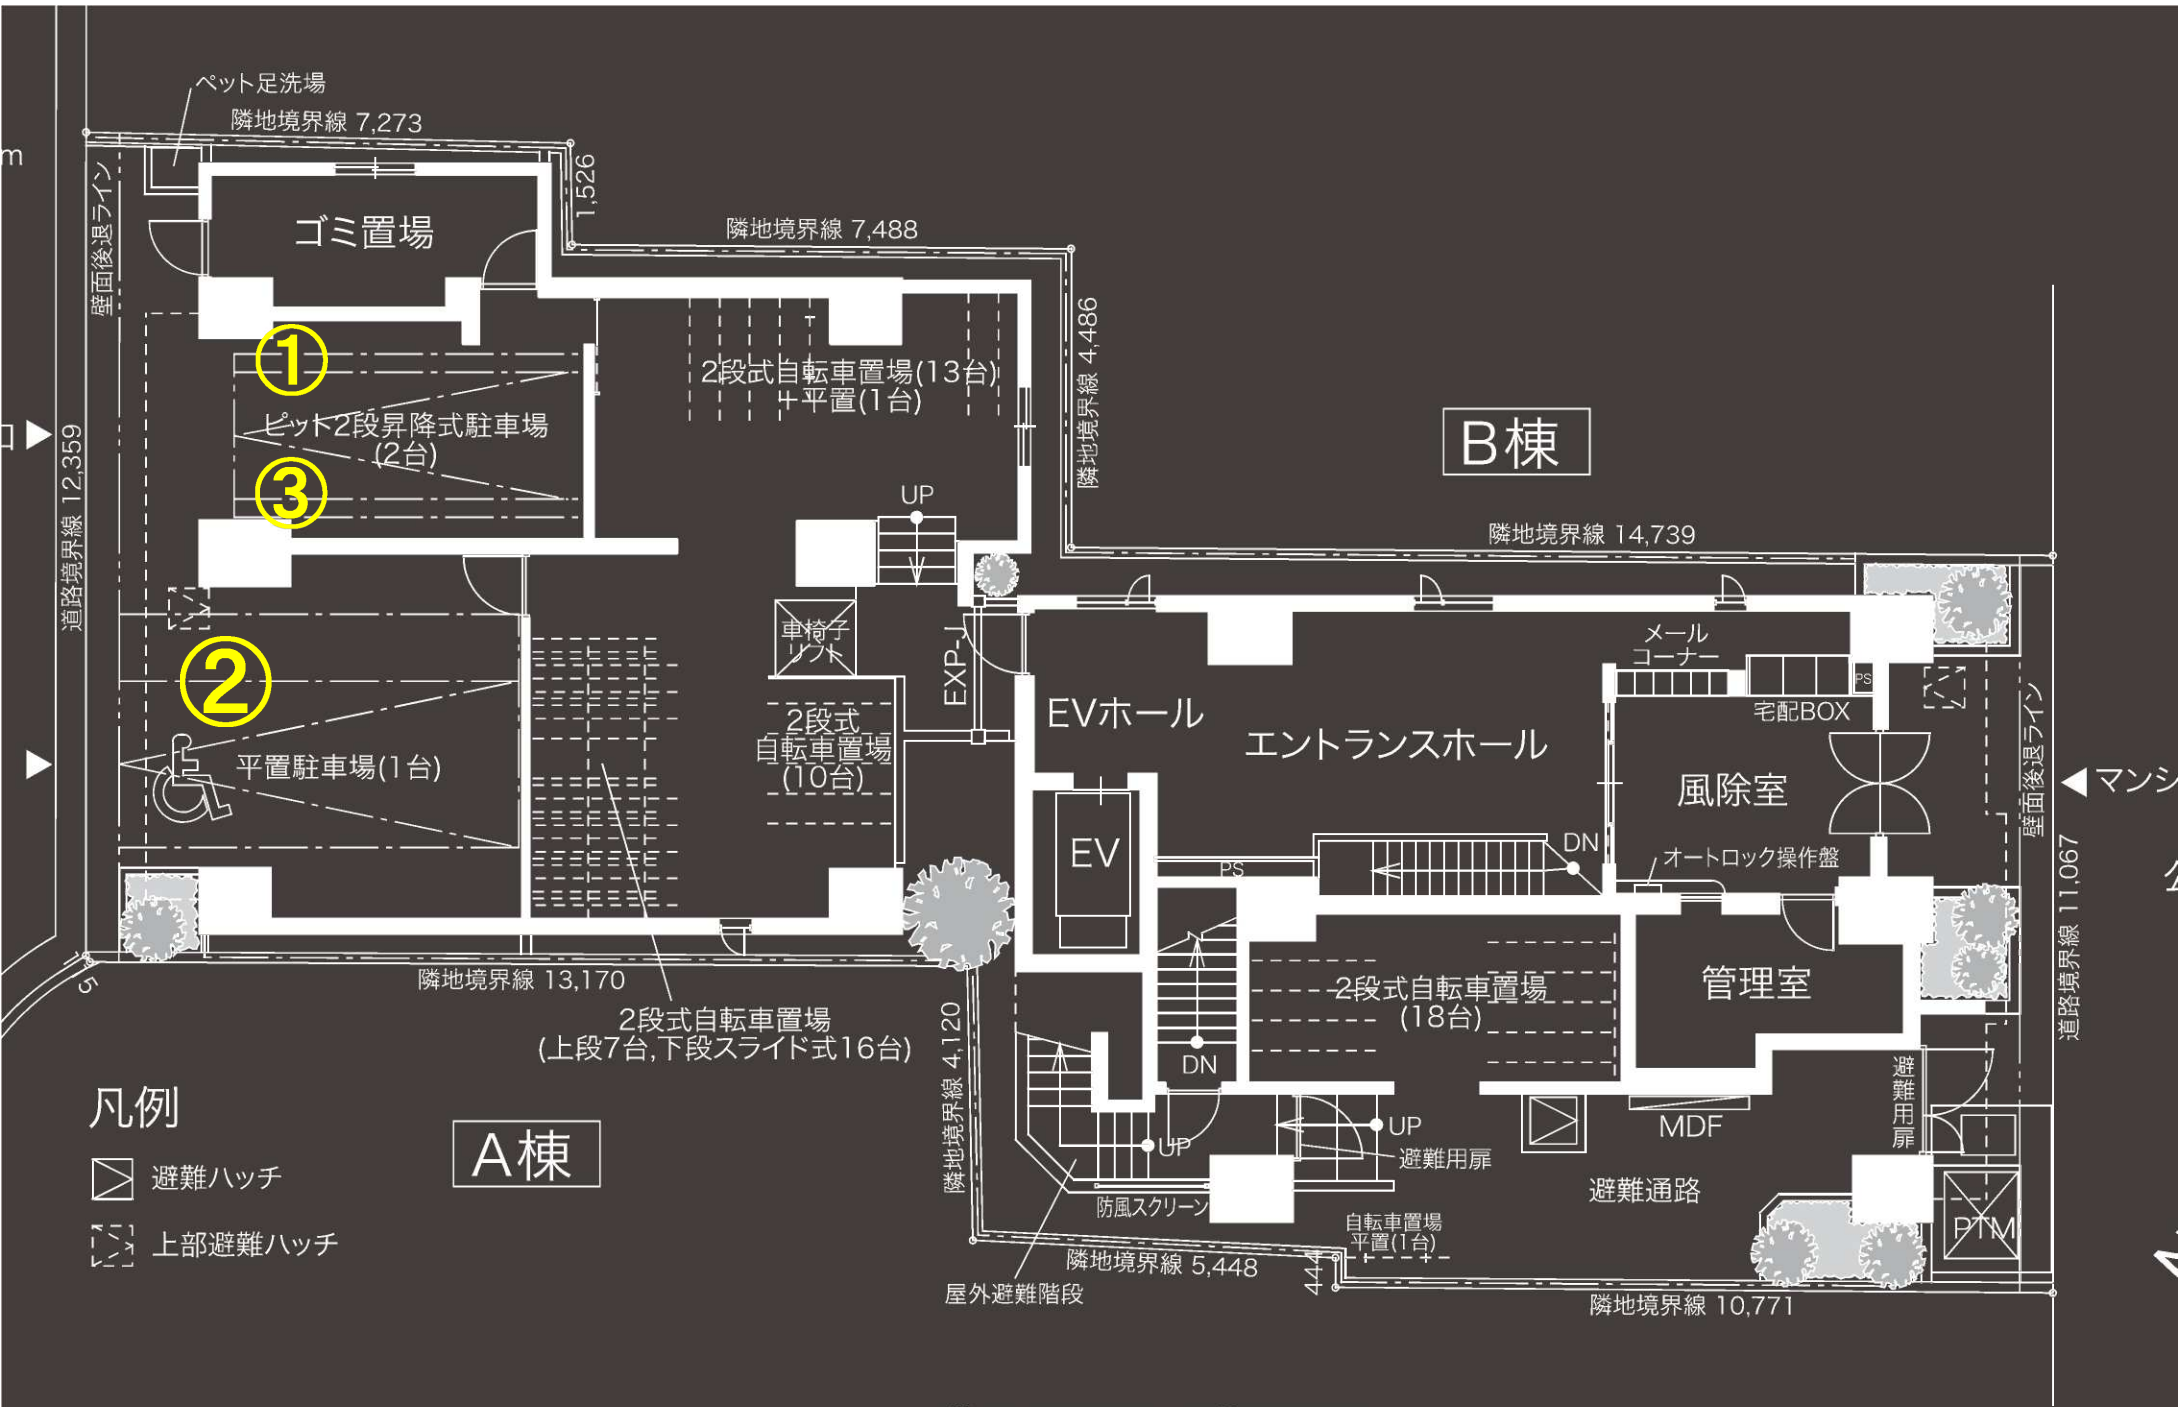 ペット足洗場
隣地境界線 7,273
m
壁面後退ライン
1,526
ゴミ置場
隣地境界線 7,488
①
ピット2段昇降式駐車場
(2台)
③
2段式自転車置場(13台)
+平置(1台)
隣地境界線 4,486
B棟
道路境界線 12,359
UP
隣地境界線 14,739
②
平置駐車場(1台)
車椅子
リフト
EXP-J
2段式
自転車置場
(10台)
EVホール
エントランスホール
メール
コーナー
PS
宅配BOX
風除室
壁面後退ライン
マンシ
EV
PS
DN
オートロック操作盤
道路境界線 11,067
隣地境界線 13,170
5
2段式自転車置場
(上段7台,下段スライド式16台)
隣地境界線 4,120
DN
2段式自転車置場
(18台)
管理室
凡例
避難ハッチ
上部避難ハッチ
A棟
UP
UP
避難用扉
MDF
避難用扉
避難通路
防風スクリーン
自転車置場
平置(1台)
PTM
隣地境界線 5,448
444
屋外避難階段
隣地境界線 10,771